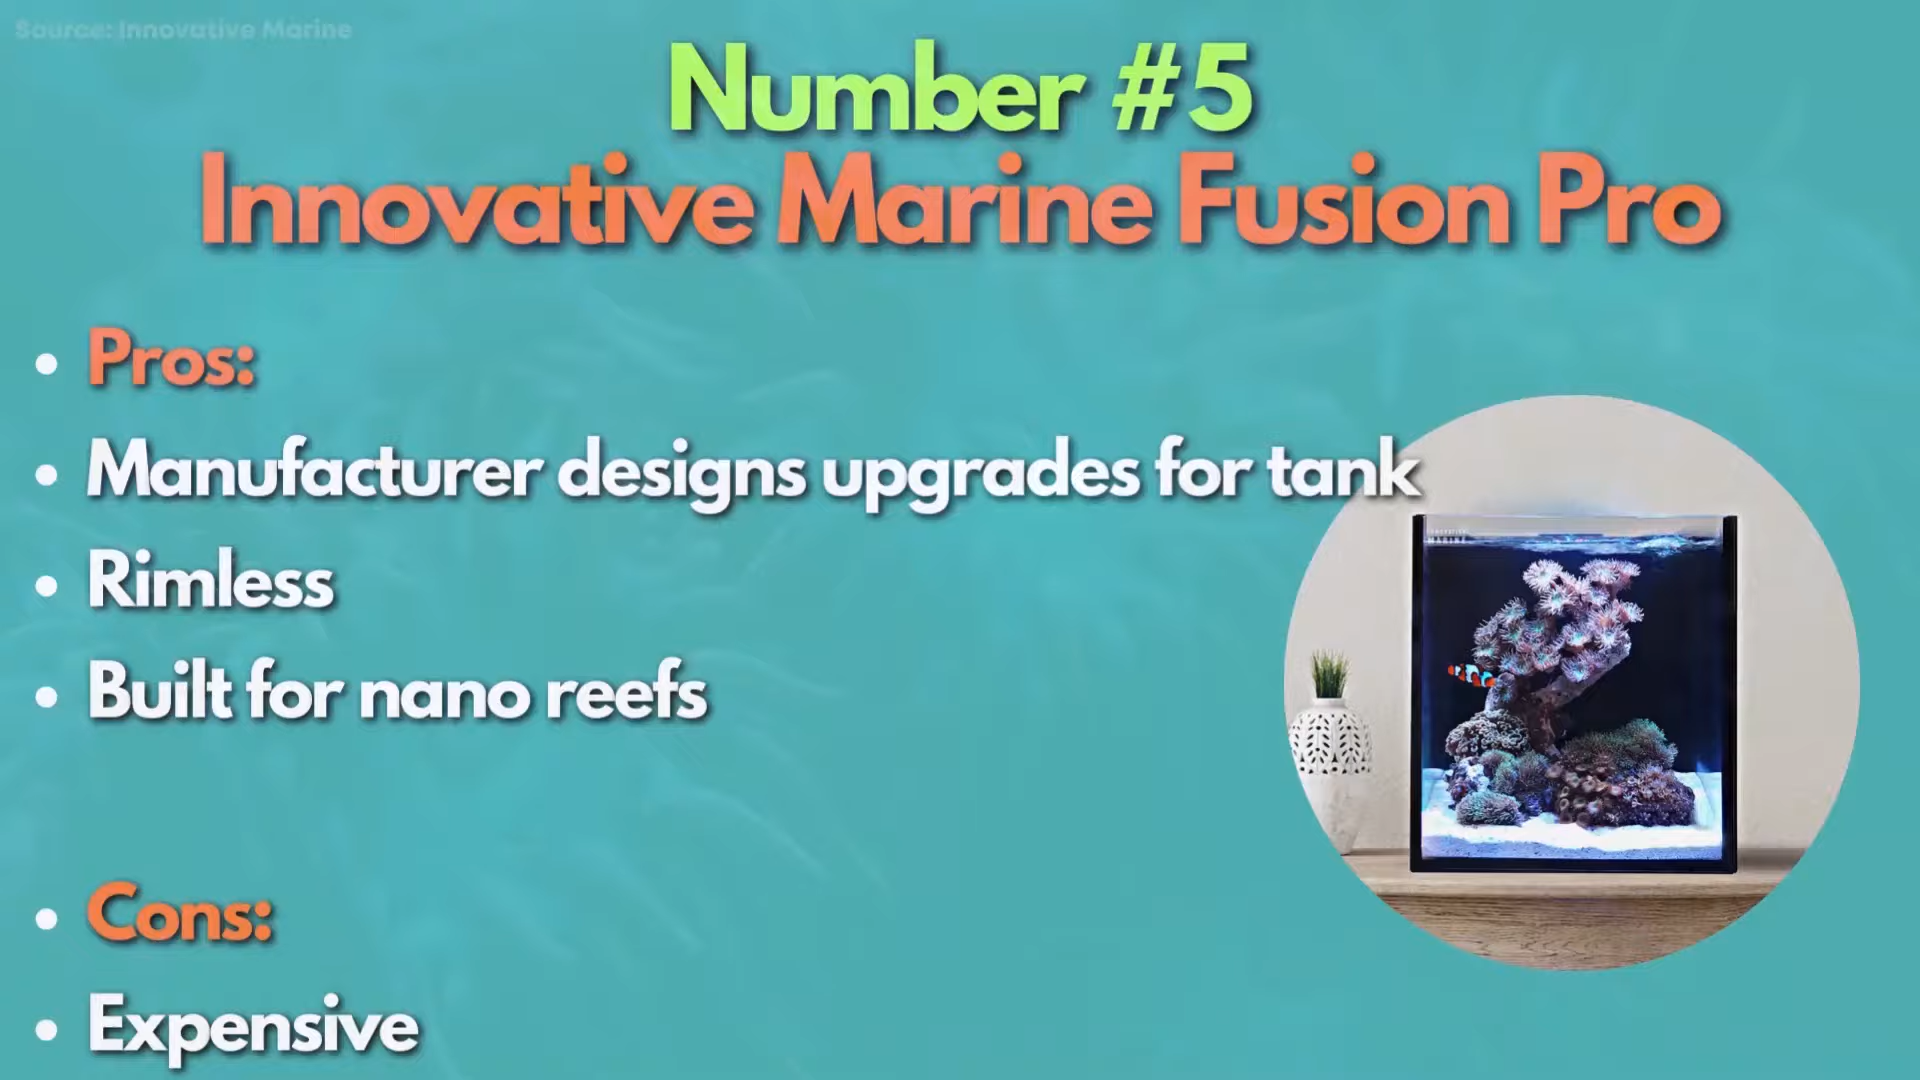 Source: Innovative Marine
Number #5
Innovative Marine Fusion Pro
• Pros:
• Manufacturer designs upgrades for tank
• Rimless
• Built for nano reefs
• Cons:
• Expensive